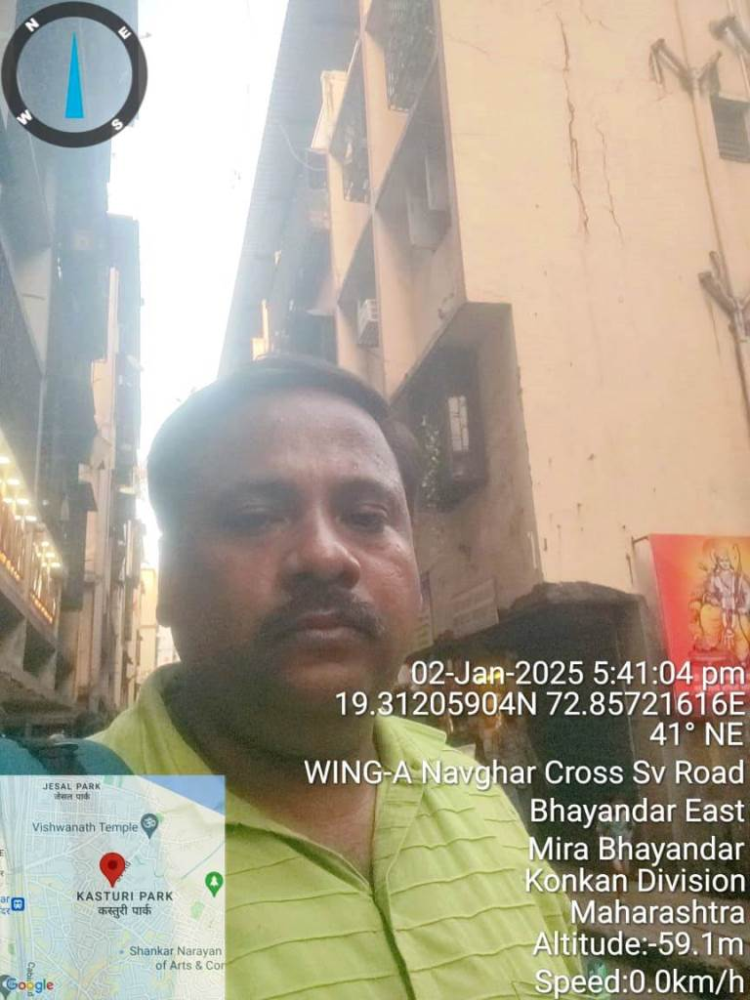 N
E
W
S
02-Jan-2025 5:41:04 pm
19.31205904N 72.85721616E
41° NE
WING-A Navghar Cross Sv Road
Bhayandar East
Mira Bhayandar
Konkan Division
Maharashtra
Altitude:-59.1m
Speed:0.0km/h
JESAL PARK
जेसल पार्क
Vishwanath Temple
KASTURI PARK
कस्तुरी पार्क
Shankar Narayan
of Arts & Cor
Google